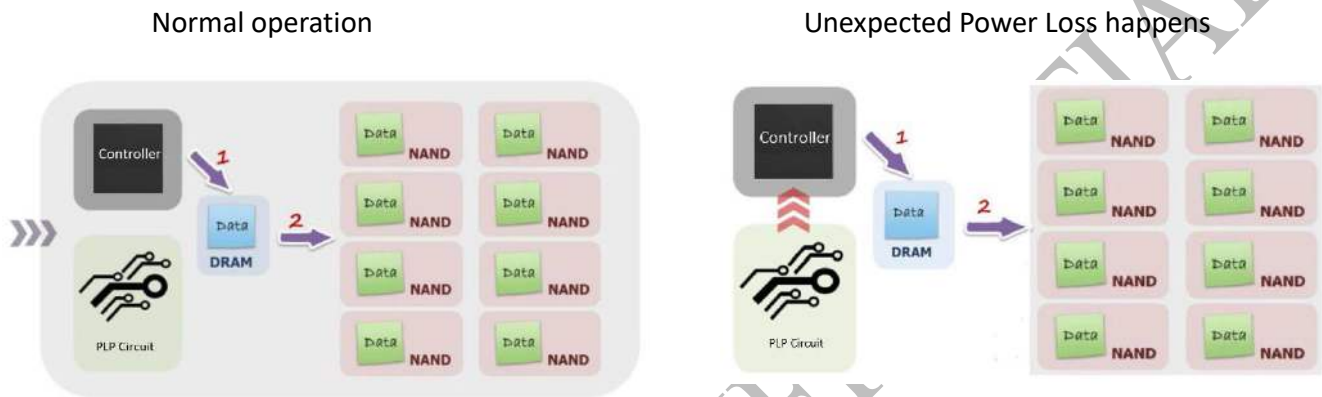 Normal operation
Controller
1
Data
DRAM
2
PLP Circuit
Data NAND
Data NAND
Data NAND
Data NAND
Data NAND
Data NAND
Data NAND
Data NAND
Unexpected Power Loss happens
Controller
1
Data
DRAM
2
PLP Circuit
Data NAND
Data NAND
Data NAND
Data NAND
Data NAND
Data NAND
Data NAND
Data NAND